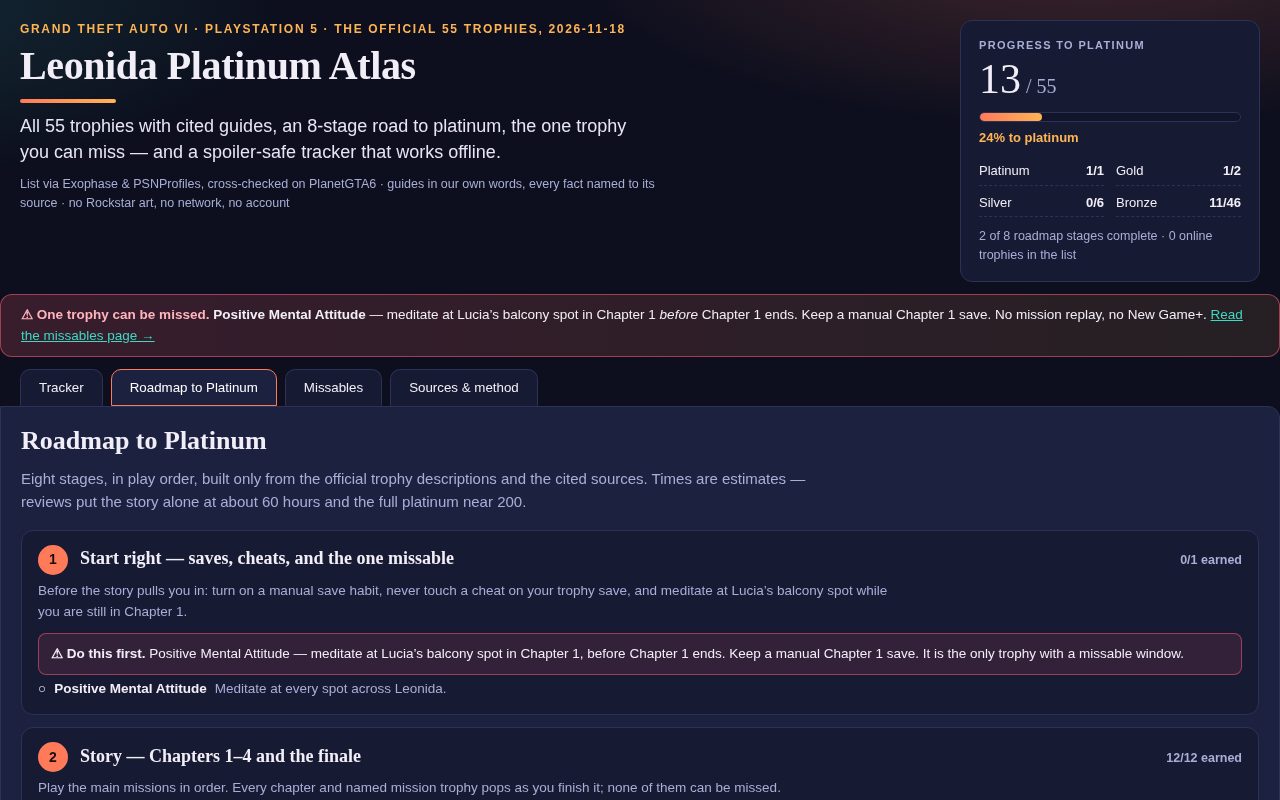 GRAND THEFT AUTO VI · PLAYSTATION 5 · THE OFFICIAL 55 TROPHIES, 2026-11-18
Leonida Platinum Atlas
All 55 trophies with cited guides, an 8-stage road to platinum, the one trophy
you can miss — and a spoiler-safe tracker that works offline.
List via Exophase & PSNProfiles, cross-checked on PlanetGTA6 · guides in our own words, every fact named to its
source · no Rockstar art, no network, no account
PROGRESS TO PLATINUM
13 / 55
24% to platinum
Platinum 1/1 Gold 1/2
Silver 0/6 Bronze 11/46
2 of 8 roadmap stages complete · 0 online
trophies in the list
⚠ One trophy can be missed. Positive Mental Attitude — meditate at Lucia’s balcony spot in Chapter 1 before Chapter 1 ends. Keep a manual Chapter 1 save. No mission replay, no New Game+. Read
the missables page →
Tracker Roadmap to Platinum Missables Sources & method
Roadmap to Platinum
Eight stages, in play order, built only from the official trophy descriptions and the cited sources. Times are estimates —
reviews put the story alone at about 60 hours and the full platinum near 200.
1 Start right — saves, cheats, and the one missable 0/1 earned
Before the story pulls you in: turn on a manual save habit, never touch a cheat on your trophy save, and meditate at Lucia’s balcony spot while
you are still in Chapter 1.
⚠ Do this first. Positive Mental Attitude — meditate at Lucia’s balcony spot in Chapter 1, before Chapter 1 ends. Keep a manual Chapter 1 save. It is the only trophy with a missable window.
○ Positive Mental Attitude Meditate at every spot across Leonida.
2 Story — Chapters 1–4 and the finale 12/12 earned
Play the main missions in order. Every chapter and named mission trophy pops as you finish it; none of them can be missed.